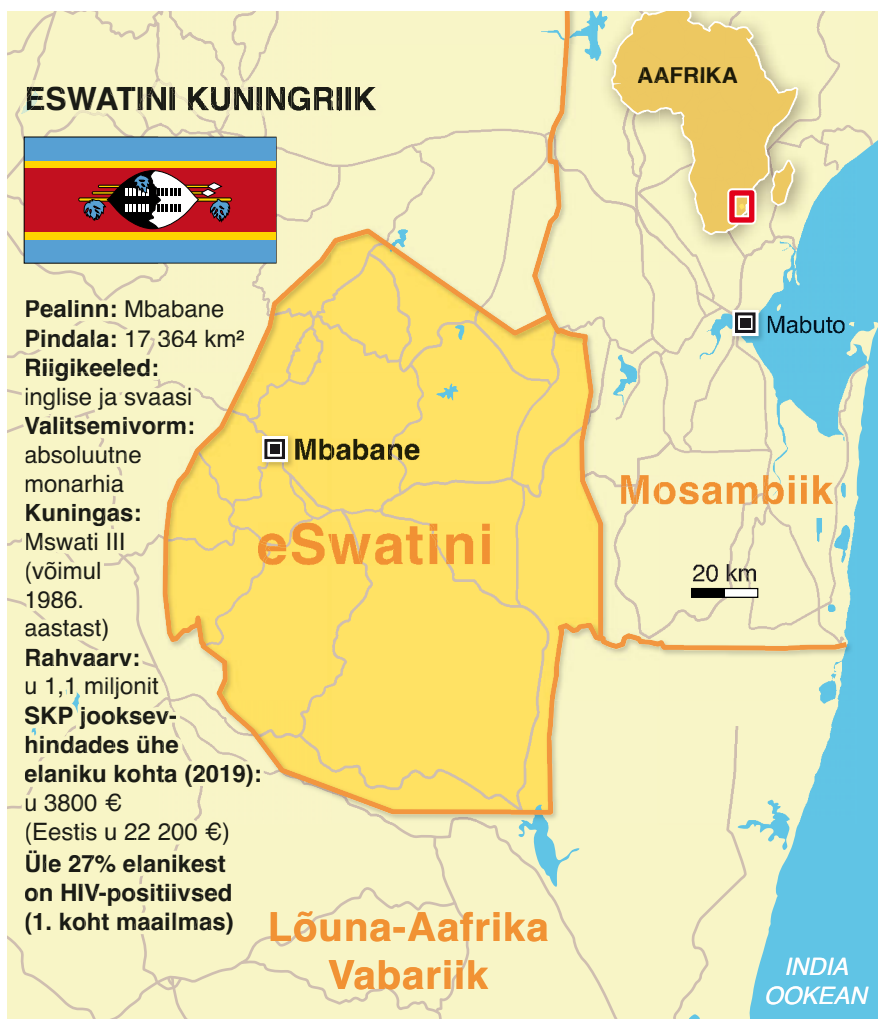 ESWATINI KUNINGRIIK
AAFRIKA
Pealinn: Mbabane
Pindala: 17 364 km²
Riigikeeled:
inglise ja svaasi
Valitsemivorm:
absoluutne
monarhia
Kuningas:
Mswati III
(võimul
1986.
aastast)
Rahvaarv:
u 1,1 miljonit
SKP jooksev-
hindades ühe
elaniku kohta (2019):
u 3800 €
(Eestis u 22 200 €)
Üle 27% elanikest
on HIV-positiivsed
(1. koht maailmas)
Mabuto
Mbabane
Mosambiik
eSwatini
20 km
Lõuna-Aafrika
Vabariik
INDIA
OOKEAN